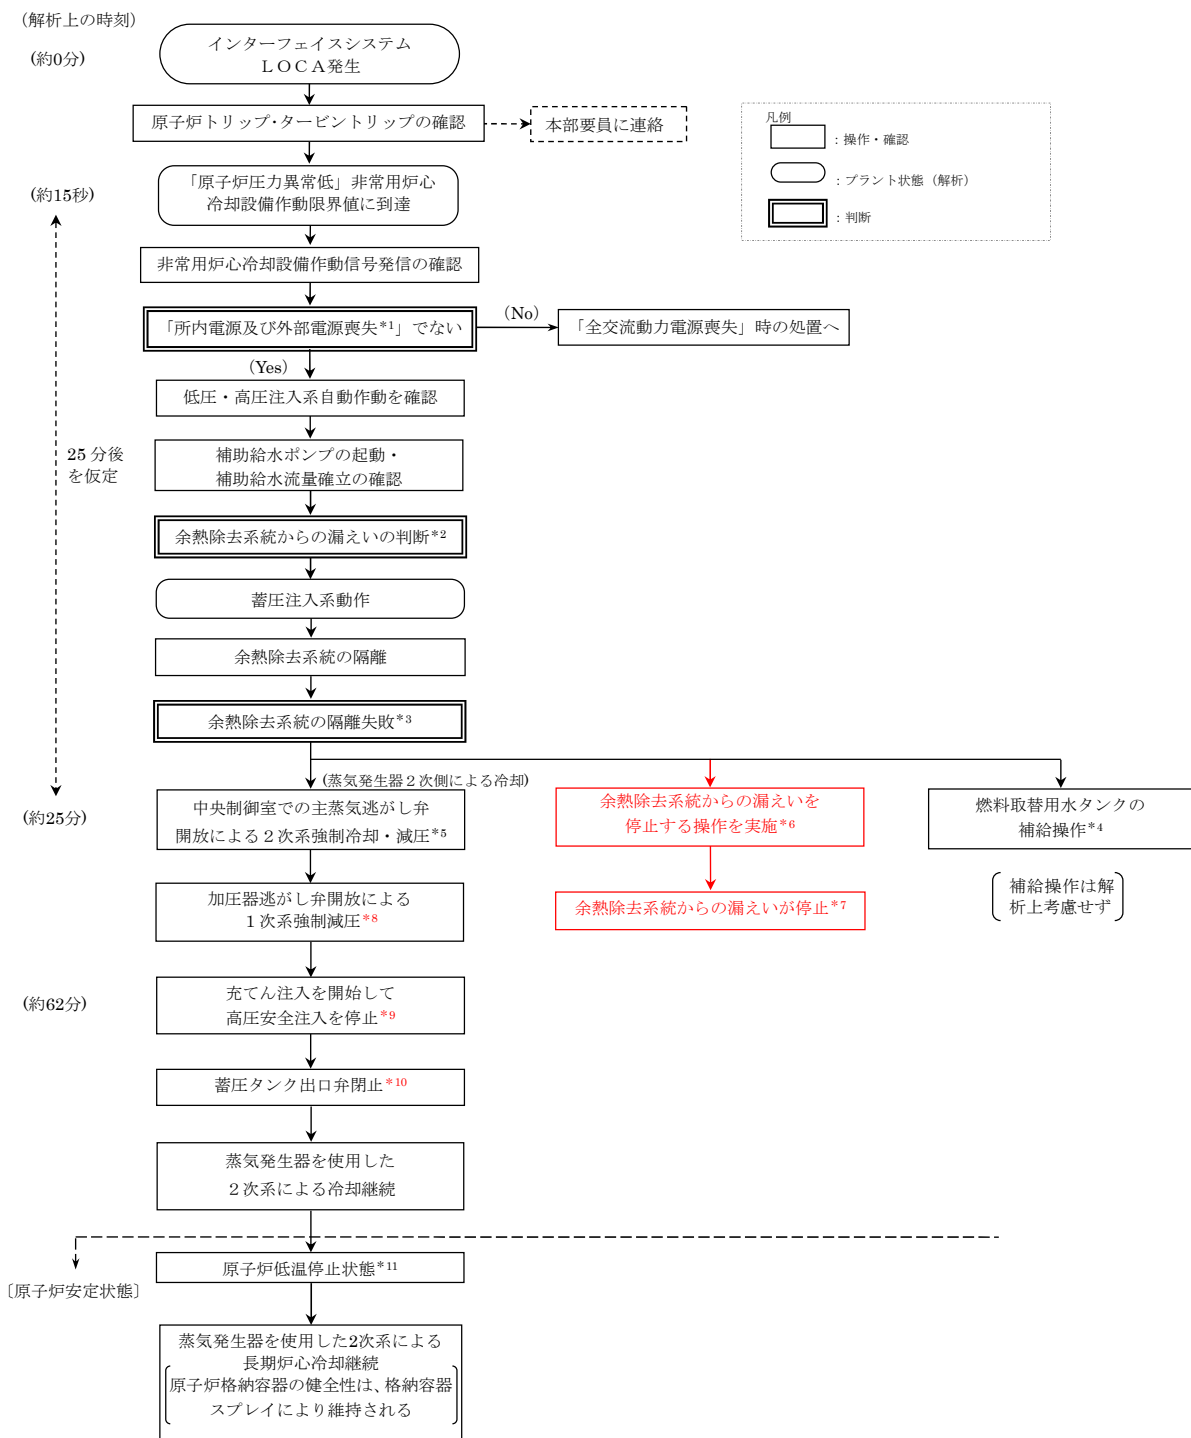 （解析上の時刻）
(約0分)
インターフェイスシステム
ＬＯＣＡ発生
原子炉トリップ･タービントリップの確認
本部要員に連絡
凡例
：操作・確認
：プラント状態（解析）
：判断
(約15秒)
「原子炉圧力異常低」非常用炉心
冷却設備作動限界値に到達
非常用炉心冷却設備作動信号発信の確認
「所内電源及び外部電源喪失*1」でない
（No）
「全交流動力電源喪失」時の処置へ
（Yes）
低圧・高圧注入系自動作動を確認
25 分後
を仮定
補助給水ポンプの起動・
補助給水流量確立の確認
余熱除去系統からの漏えいの判断*2
蓄圧注入系動作
余熱除去系統の隔離
余熱除去系統の隔離失敗*3
(蒸気発生器２次側による冷却)
(約25分)
中央制御室での主蒸気逃がし弁
開放による２次系強制冷却・減圧*5
余熱除去系統からの漏えいを
停止する操作を実施*6
燃料取替用水タンクの
補給操作*4
加圧器逃がし弁開放による
１次系強制減圧*8
余熱除去系統からの漏えいが停止*7
補給操作は解
析上考慮せず
(約62分)
充てん注入を開始して
高圧安全注入を停止*9
蓄圧タンク出口弁閉止*10
蒸気発生器を使用した
２次系による冷却継続
原子炉低温停止状態*11
〔原子炉安定状態〕
蒸気発生器を使用した2次系による
長期炉心冷却継続
原子炉格納容器の健全性は､格納容器
スプレイにより維持される